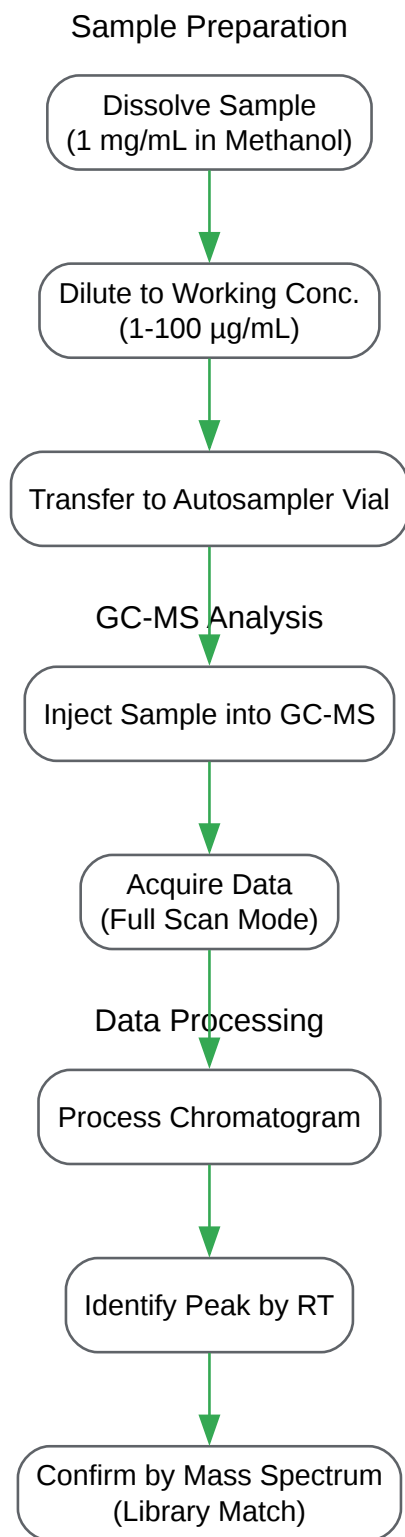 Sample Preparation
Dissolve Sample
(1 mg/mL in Methanol)
Dilute to Working Conc.
(1-100 µg/mL)
Transfer to Autosampler Vial
GC-MS Analysis
Inject Sample into GC-MS
Acquire Data
(Full Scan Mode)
Data Processing
Process Chromatogram
Identify Peak by RT
Confirm by Mass Spectrum
(Library Match)